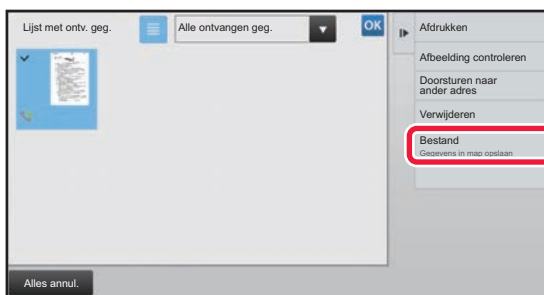 Lijst met ontv. geg.
Alle ontvangen geg.
OK
Afdrukken
Afbeelding controleren
Doorsturen naar
ander adres
Verwijderen
Bestand
Gegevens in map opslaan
Alles annul.